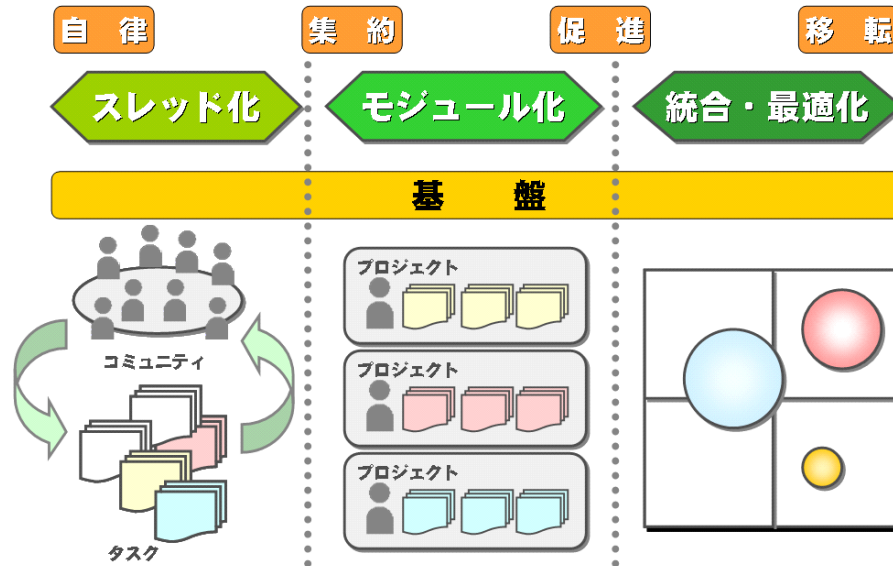 自律 集約 促進 移転
スレッド化 モジュール化 統合・最適化
基盤
プロジェクト
コミュニティ
プロジェクト
プロジェクト
タスク